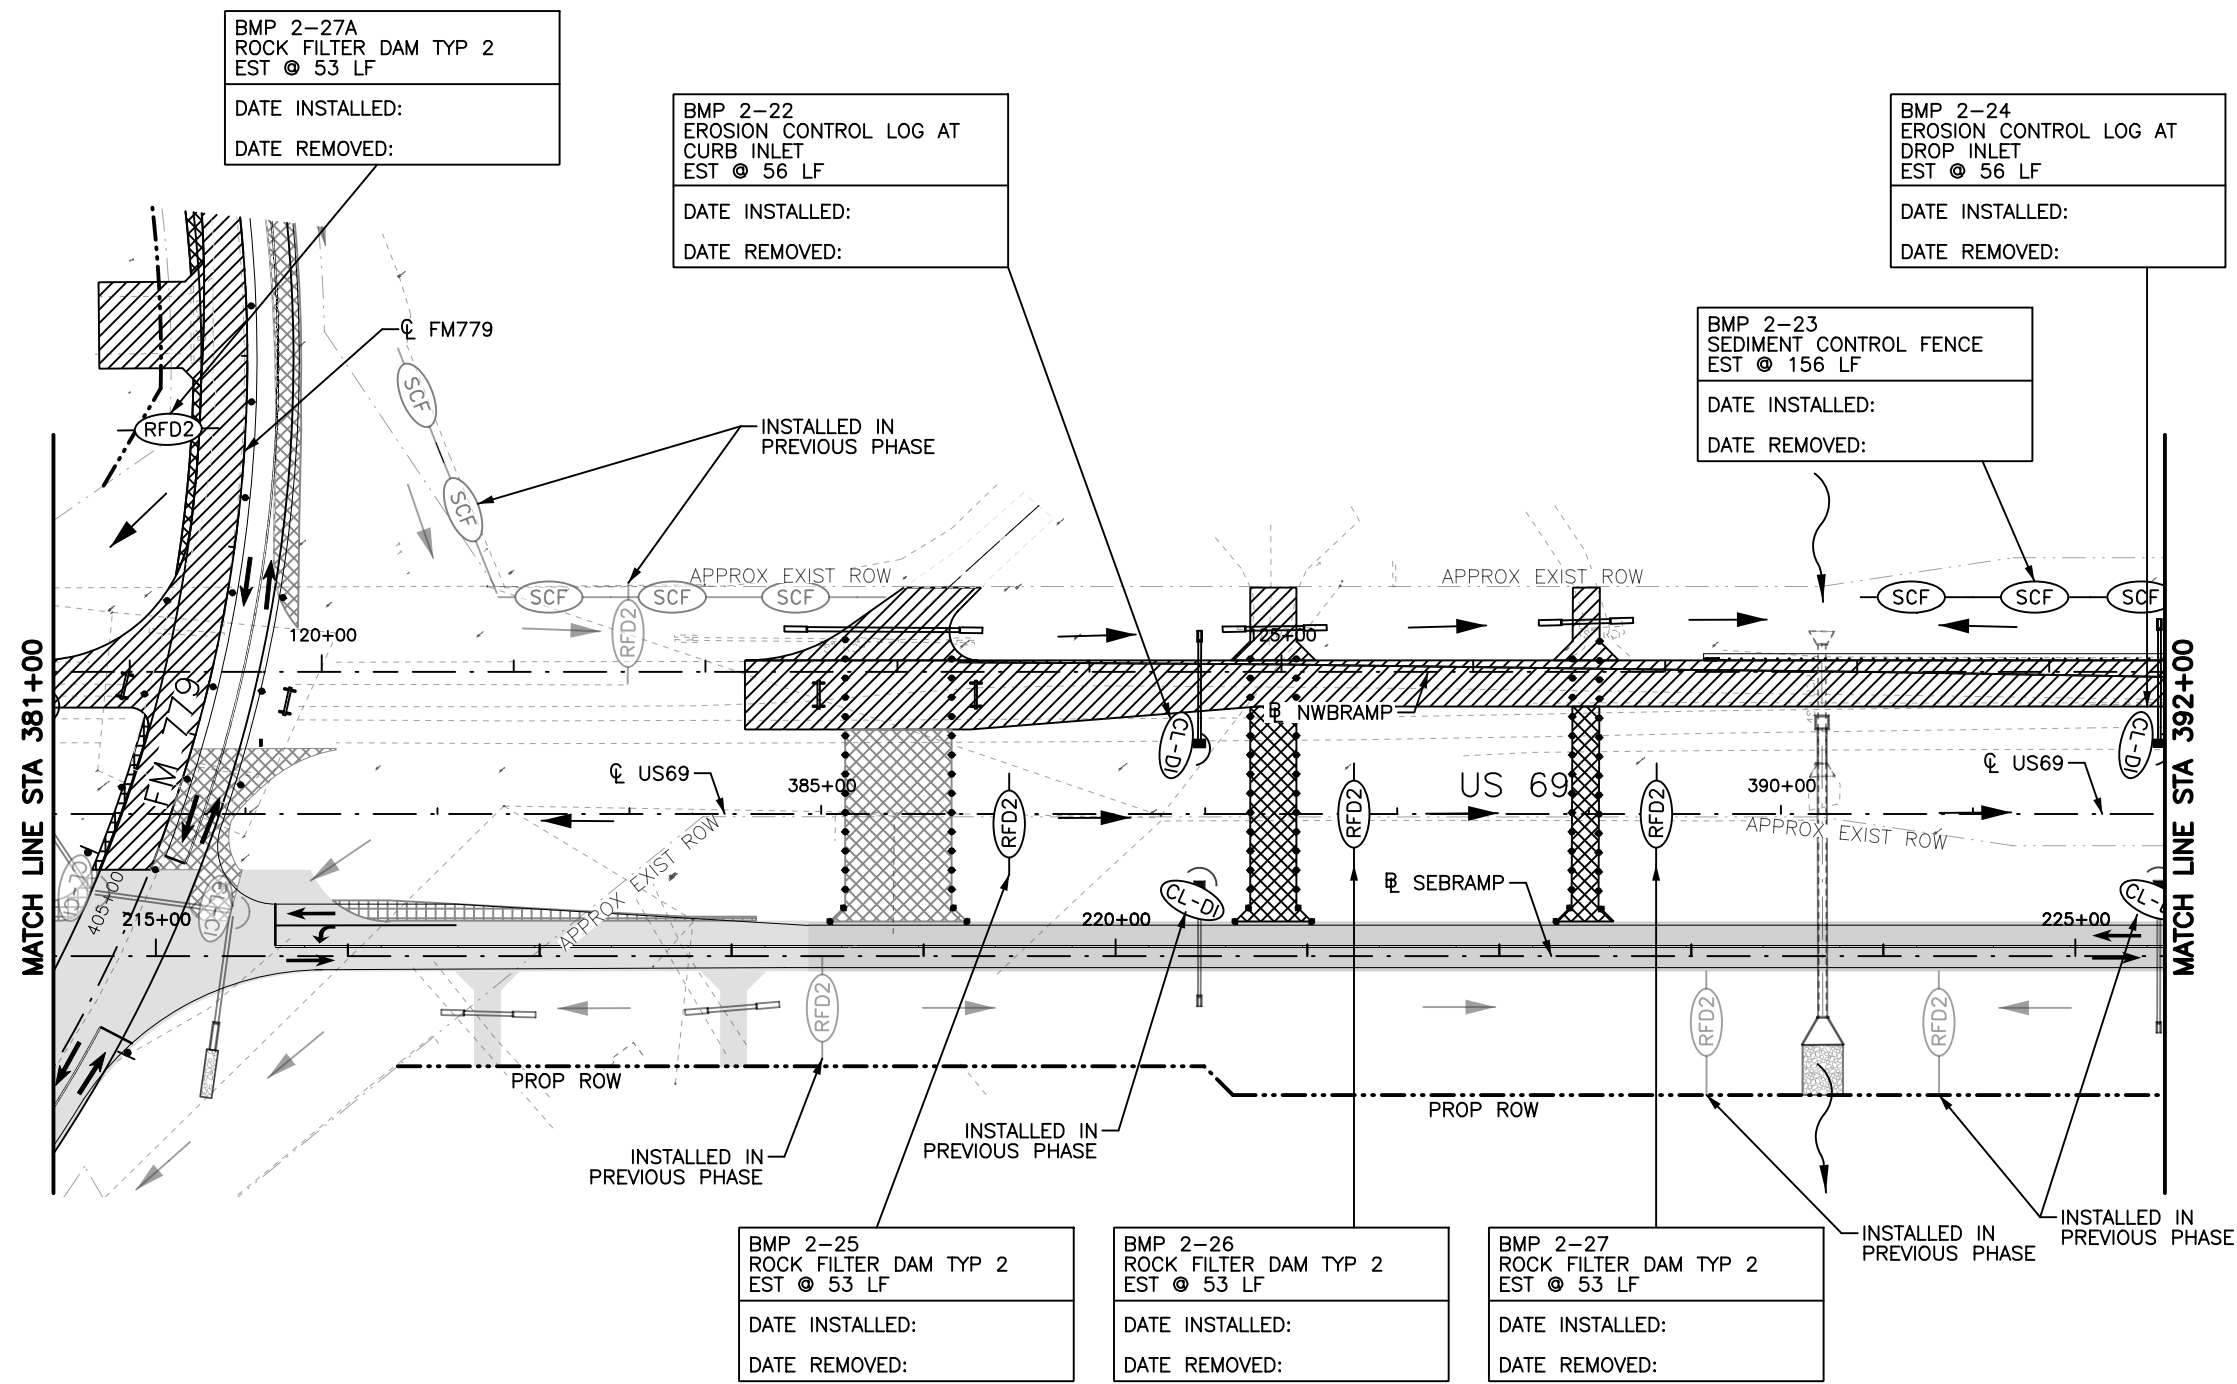 BMP 2-27A
ROCK FILTER DAM TYP 2
EST @ 53 LF
DATE INSTALLED:
DATE REMOVED:
BMP 2-22
EROSION CONTROL LOG AT
CURB INLET
EST @ 56 LF
DATE INSTALLED:
DATE REMOVED:
BMP 2-24
EROSION CONTROL LOG AT
DROP INLET
EST @ 56 LF
DATE INSTALLED:
DATE REMOVED:
BMP 2-23
SEDIMENT CONTROL FENCE
EST @ 156 LF
DATE INSTALLED:
DATE REMOVED:
℄ FM779
SCF
RFD2
INSTALLED IN
PREVIOUS PHASE
SCF
APPROX EXIST ROW
APPROX EXIST ROW
SCF
SCF
SCF
SCF
SCF
SCF
RFD2
120+00
125+00
MATCH LINE STA 381+00
MATCH LINE STA 392+00
FM 779
NWBRAMP
CL-DI
CL-DI
℄ US69
385+00
US 69
390+00
℄ US69
RFD2
RFD2
RFD2
APPROX EXIST ROW
APPROX EXIST ROW
SEBRAMP
CL-DI
CL-DI
CL-DI
405+00
215+00
220+00
225+00
RFD2
RFD2
RFD2
PROP ROW
PROP ROW
INSTALLED IN
PREVIOUS PHASE
INSTALLED IN
PREVIOUS PHASE
INSTALLED IN
PREVIOUS PHASE
INSTALLED IN
PREVIOUS PHASE
BMP 2-25
ROCK FILTER DAM TYP 2
EST @ 53 LF
DATE INSTALLED:
DATE REMOVED:
BMP 2-26
ROCK FILTER DAM TYP 2
EST @ 53 LF
DATE INSTALLED:
DATE REMOVED:
BMP 2-27
ROCK FILTER DAM TYP 2
EST @ 53 LF
DATE INSTALLED:
DATE REMOVED: